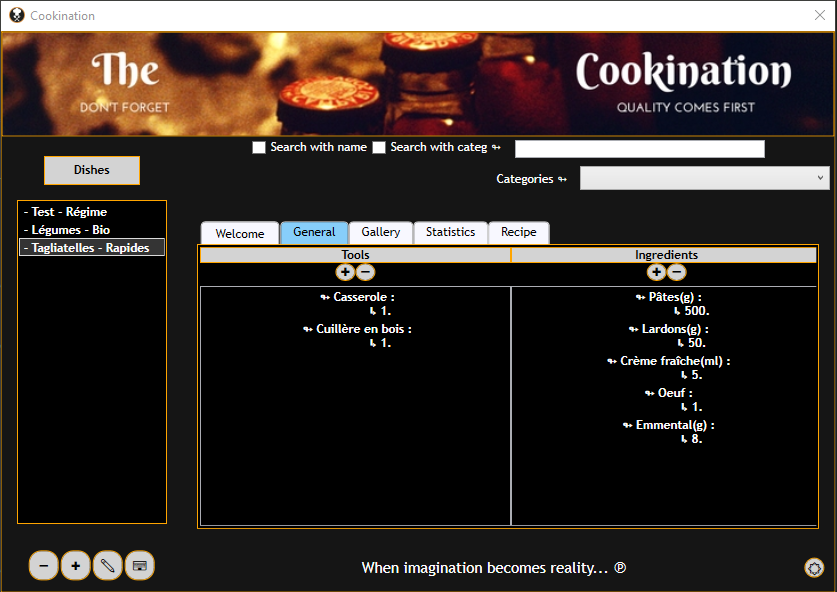 Cookination
The
DON'T FORGET
Cookination
QUALITY COMES FIRST
Search with name Search with categ ↬
Categories ↬
Dishes
- Test - Régime
- Légumes - Bio
- Tagliatelles - Rapides
Welcome General Gallery Statistics Recipe
Tools
↬ Casserole :
↳ 1.
↬ Cuillère en bois :
↳ 1.
Ingredients
↬ Pâtes(g) :
↳ 500.
↬ Lardons(g) :
↳ 50.
↬ Crème fraîche(ml) :
↳ 5.
↬ Oeuf :
↳ 1.
↬ Emmental(g) :
↳ 8.
When imagination becomes reality... ℗